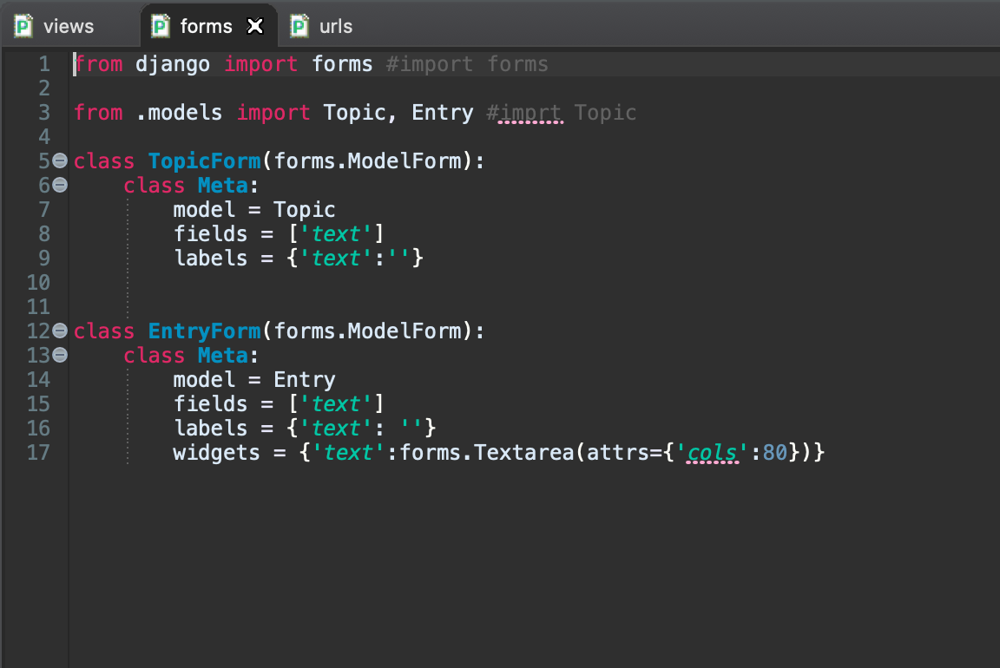 views forms urls
1 from django import forms #import forms
2
3 from .models import Topic, Entry #imprt Topic
4
5 class TopicForm(forms.ModelForm):
6     class Meta:
7         model = Topic
8         fields = ['text']
9         labels = {'text':''}
10
11
12 class EntryForm(forms.ModelForm):
13     class Meta:
14         model = Entry
15         fields = ['text']
16         labels = {'text': ''}
17         widgets = {'text':forms.Textarea(attrs={'cols':80})}